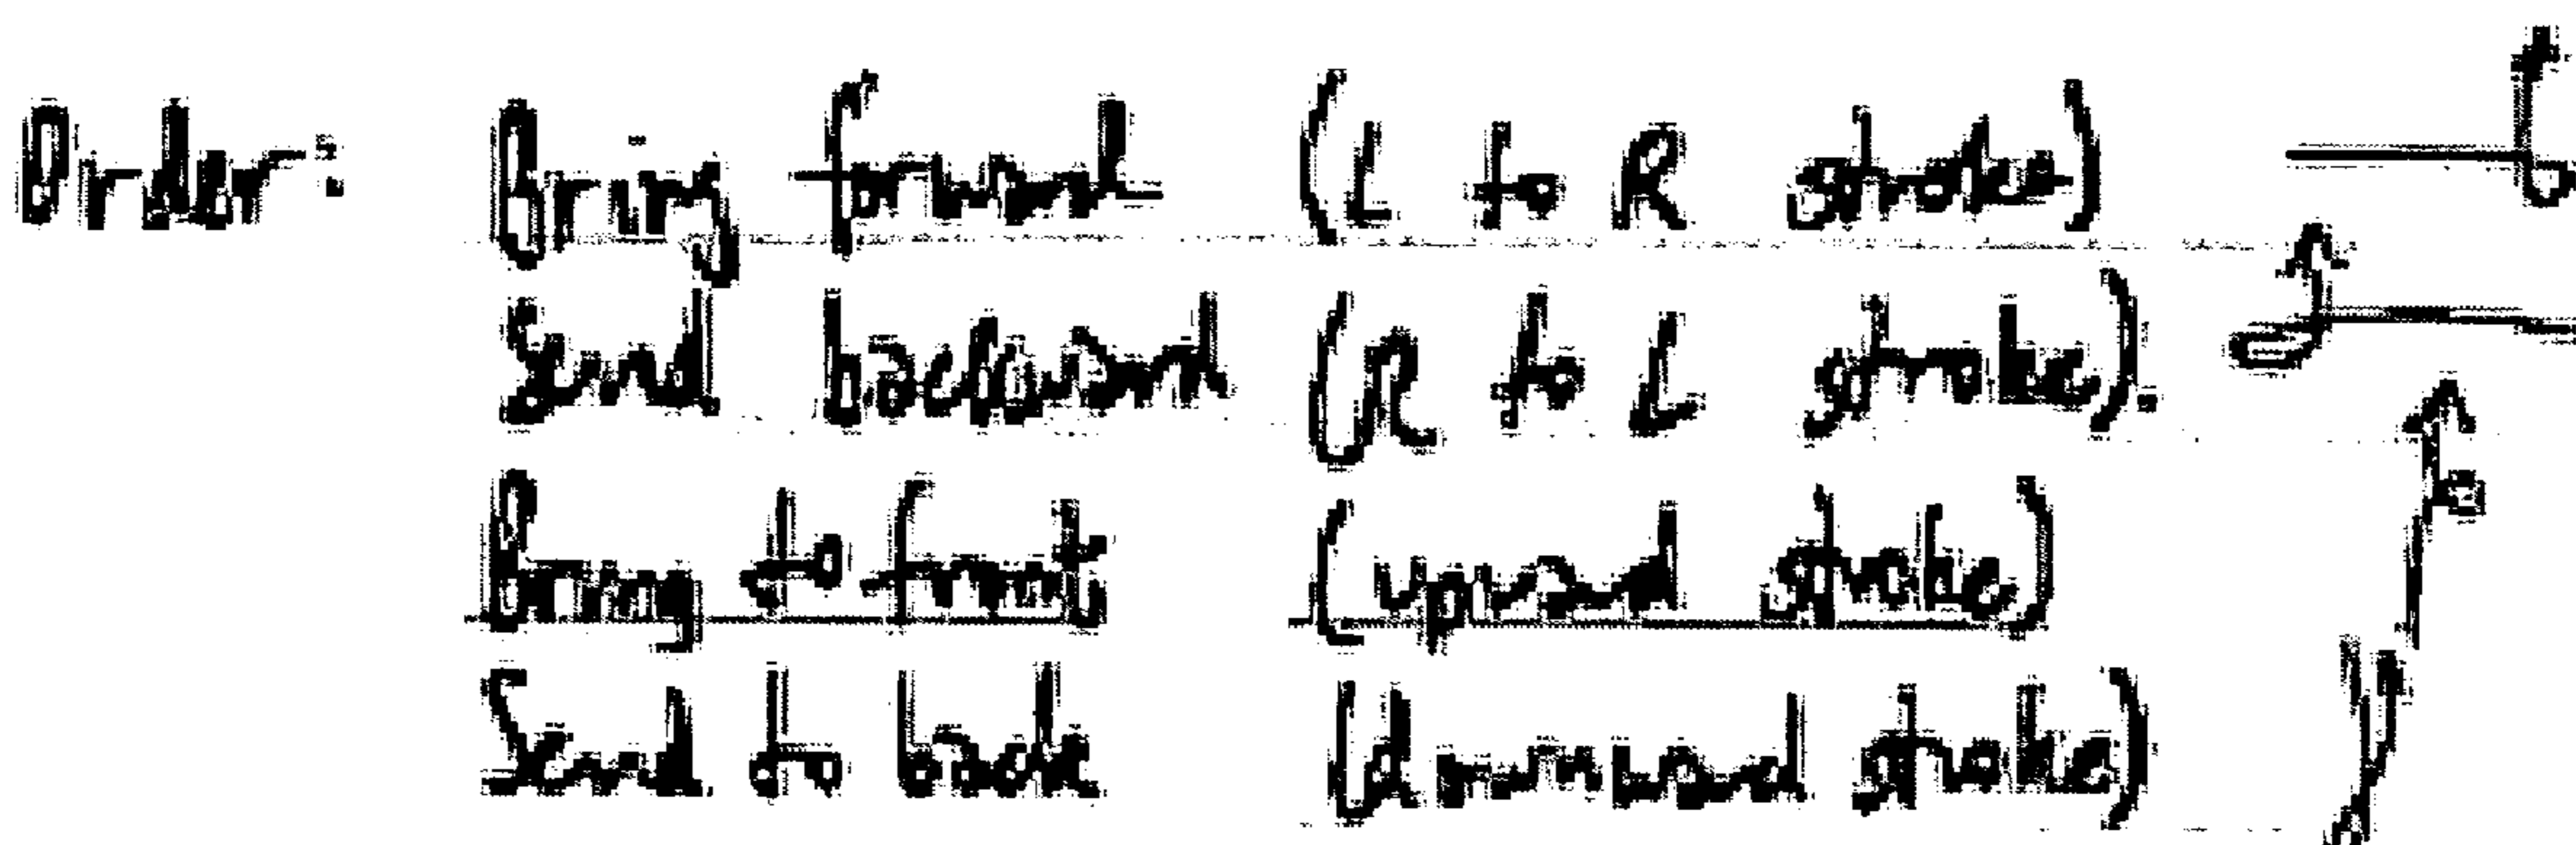 Order: bring forward (L to R stroke)
Send backward (R to L stroke).
Bring to front (upward stroke)
Send to back (downward stroke)